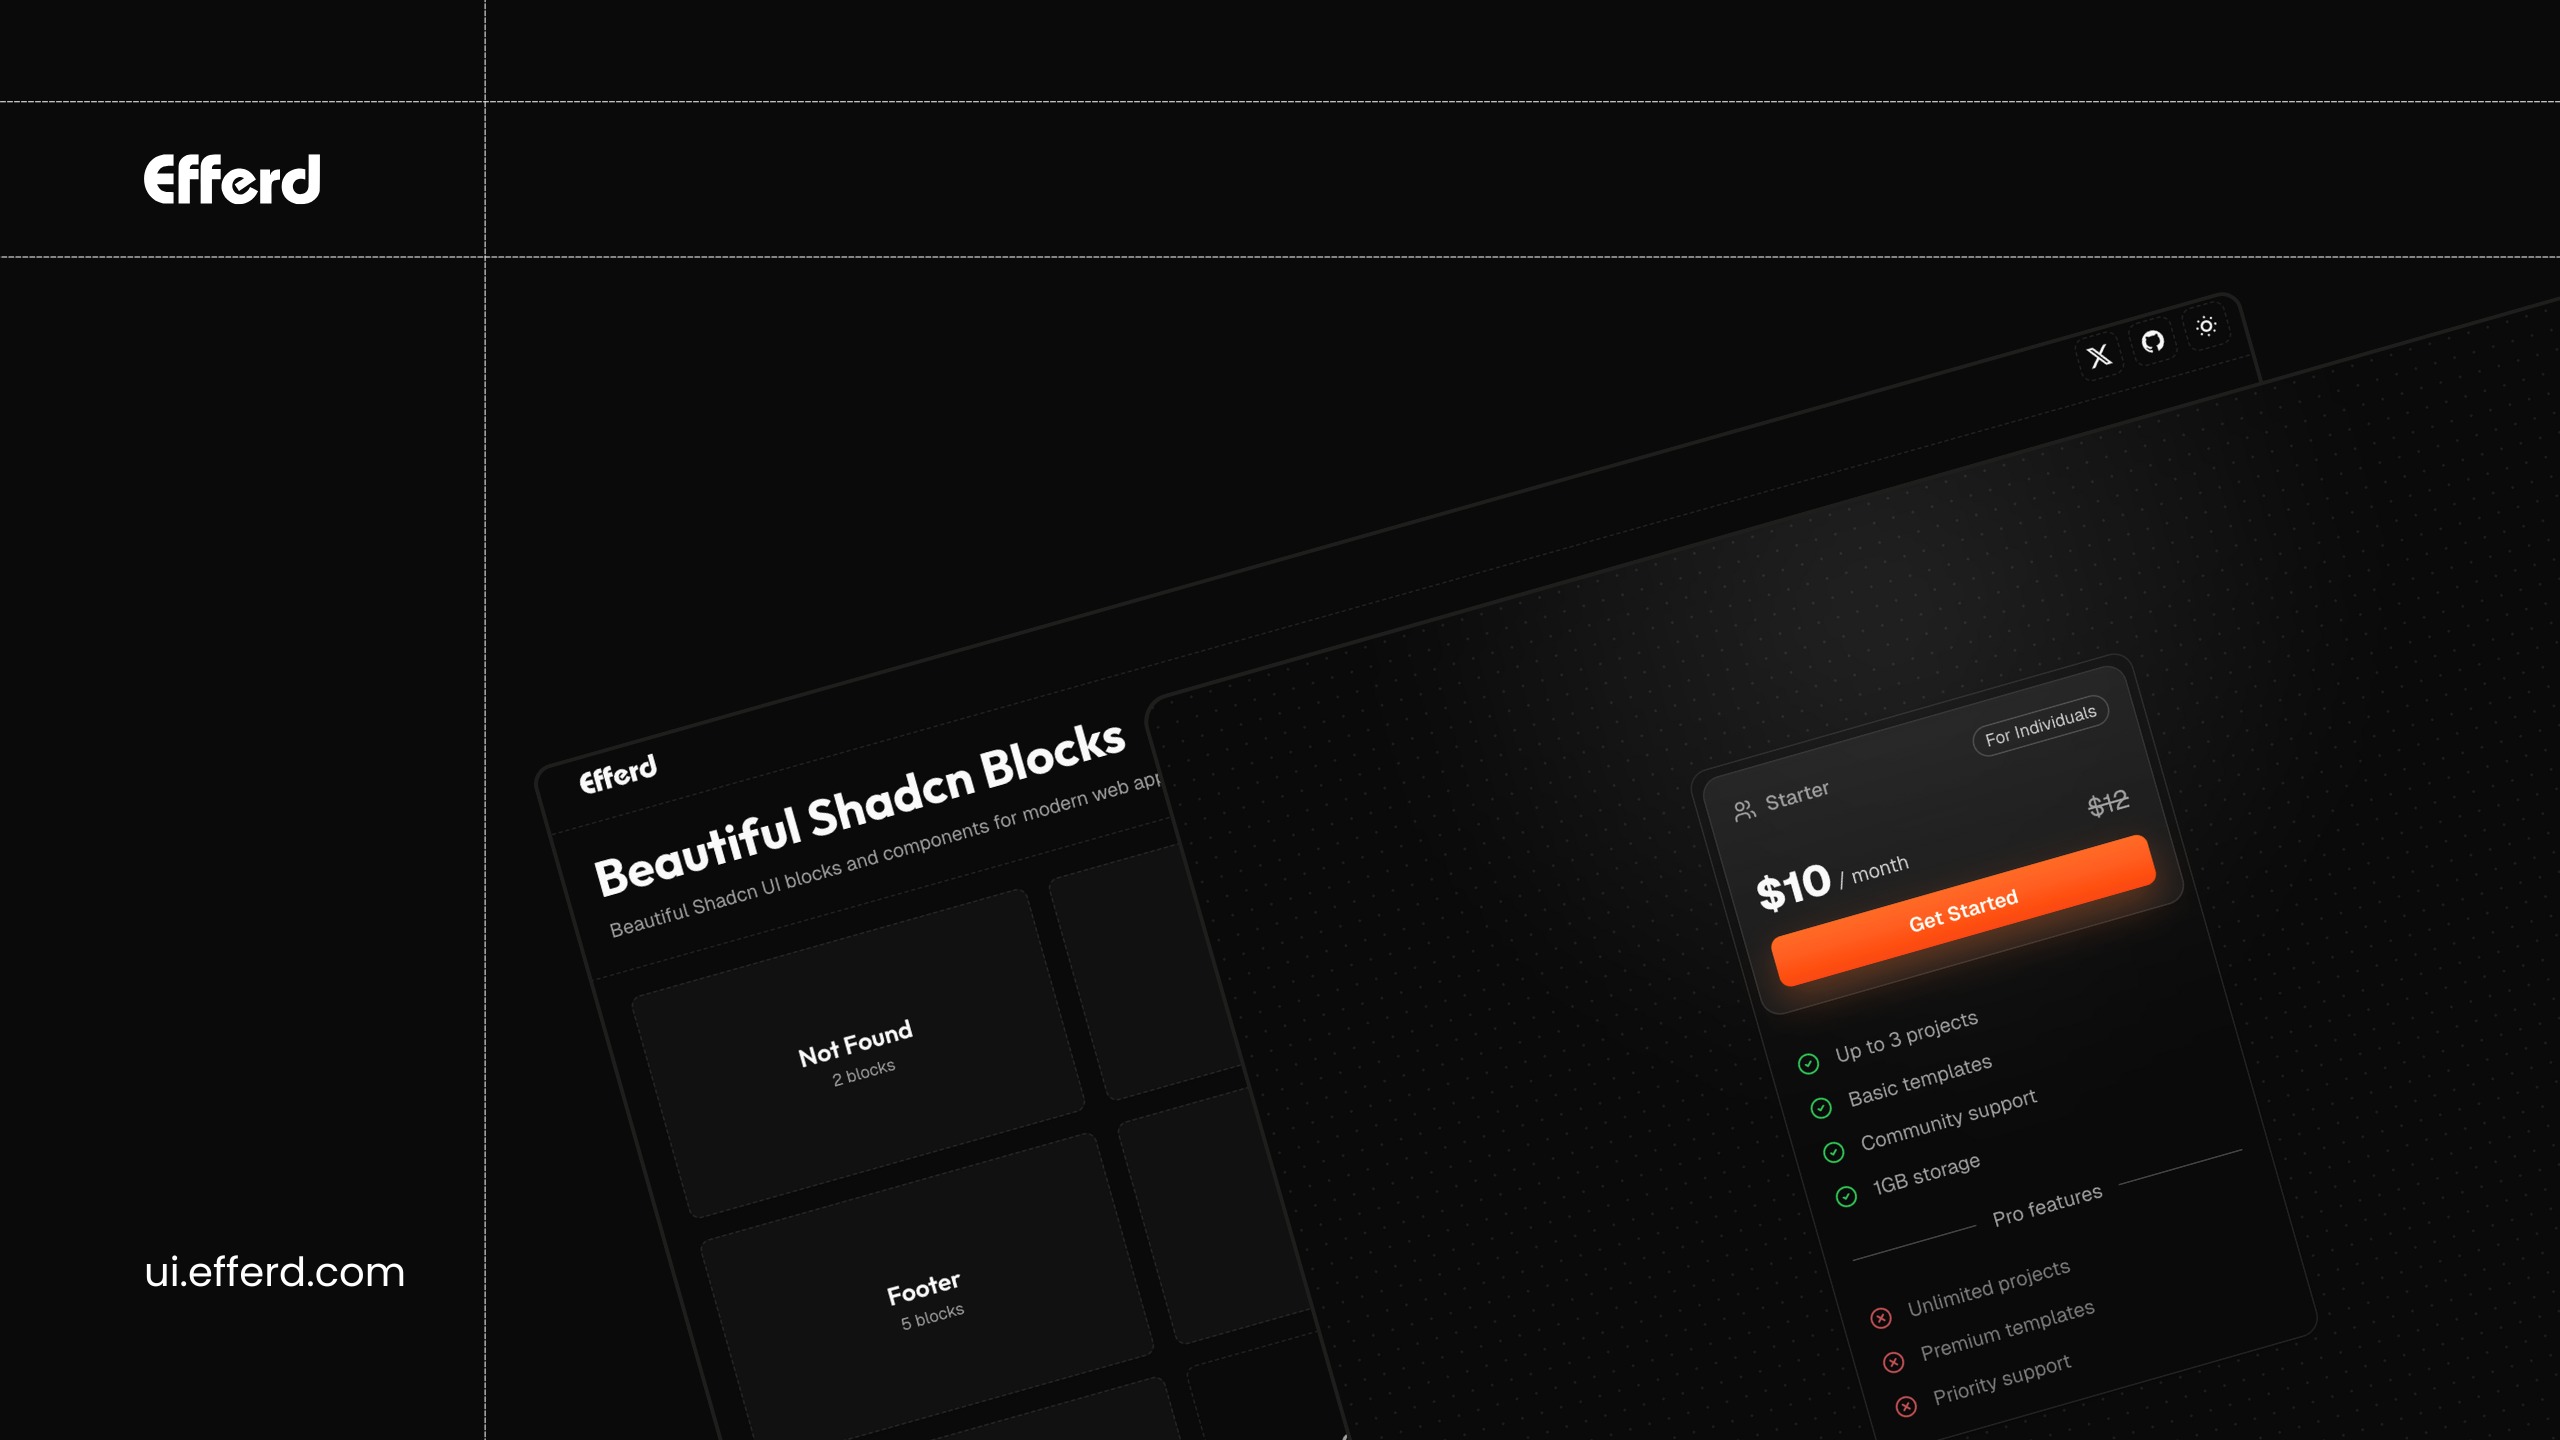 Efferd
Efferd
Beautiful Shadcn Blocks
Beautiful Shadcn UI blocks and components for modern web
Not Found
2 blocks
Footer
5 blocks
For Individuals
Starter
$12
$10 / month
Get Started
Up to 3 projects
Basic templates
Community support
1GB storage
Pro features
Unlimited projects
Premium templates
Priority support
ui.efferd.com